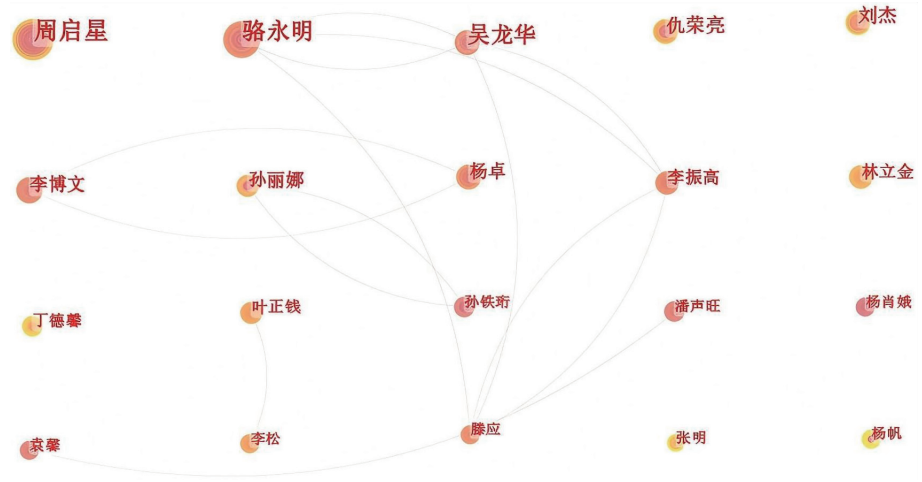 周启星
骆永明
吴龙华
仇荣亮
刘杰
李博文
孙丽娜
杨卓
李振高
林立金
丁德馨
叶正钱
孙铁珩
潘声旺
杨肖娥
袁馨
李松
滕应
张明
杨帆